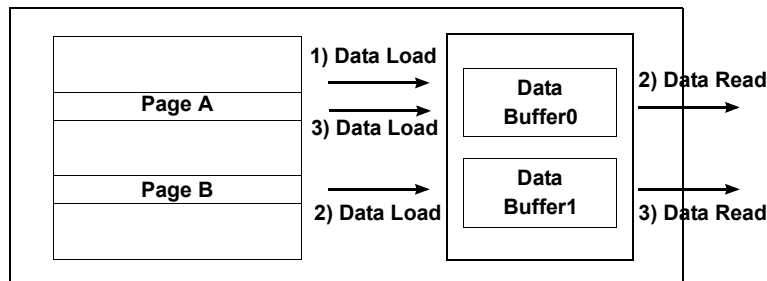 1) Data Load
Page A
3) Data Load
Page B
2) Data Load
Data
Buffer0
Data
Buffer1
2) Data Read
3) Data Read